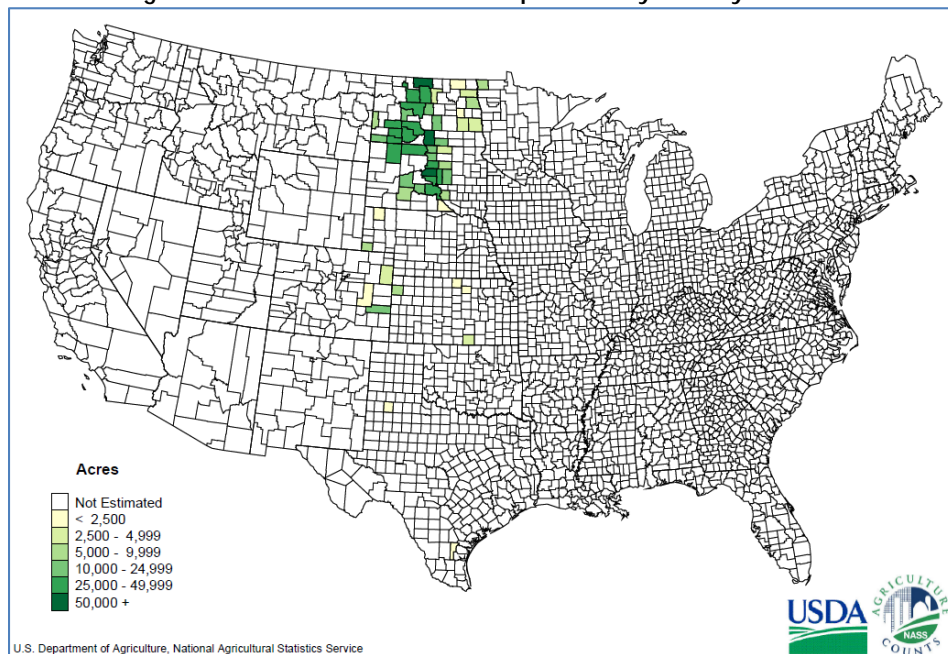 Acres
Not Estimated
< 2,500
2,500 - 4,999
5,000 - 9,999
10,000 - 24,999
25,000 - 49,999
50,000 +
USDA
AGRICULTURE
NASS
COUNTS
U.S. Department of Agriculture, National Agricultural Statistics Service